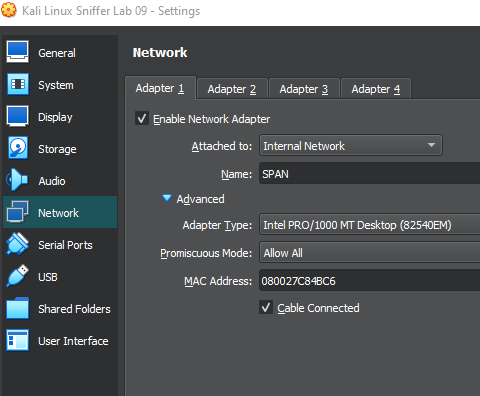 Kali Linux Sniffer Lab 09 - Settings
General
System
Display
Storage
Audio
Network
Serial Ports
USB
Shared Folders
User Interface
Network
Adapter 1 Adapter 2 Adapter 3 Adapter 4
Enable Network Adapter
Attached to: Internal Network
Name: SPAN
Advanced
Adapter Type: Intel PRO/1000 MT Desktop (82540EM)
Promiscuous Mode: Allow All
MAC Address: 080027C84BC6
Cable Connected